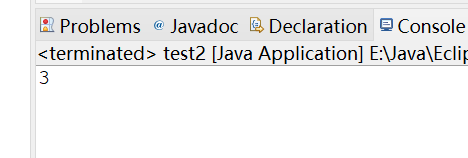 Problems @ Javadoc Declaration Console
<terminated> test2 [Java Application] E:\Java\Eclip
3